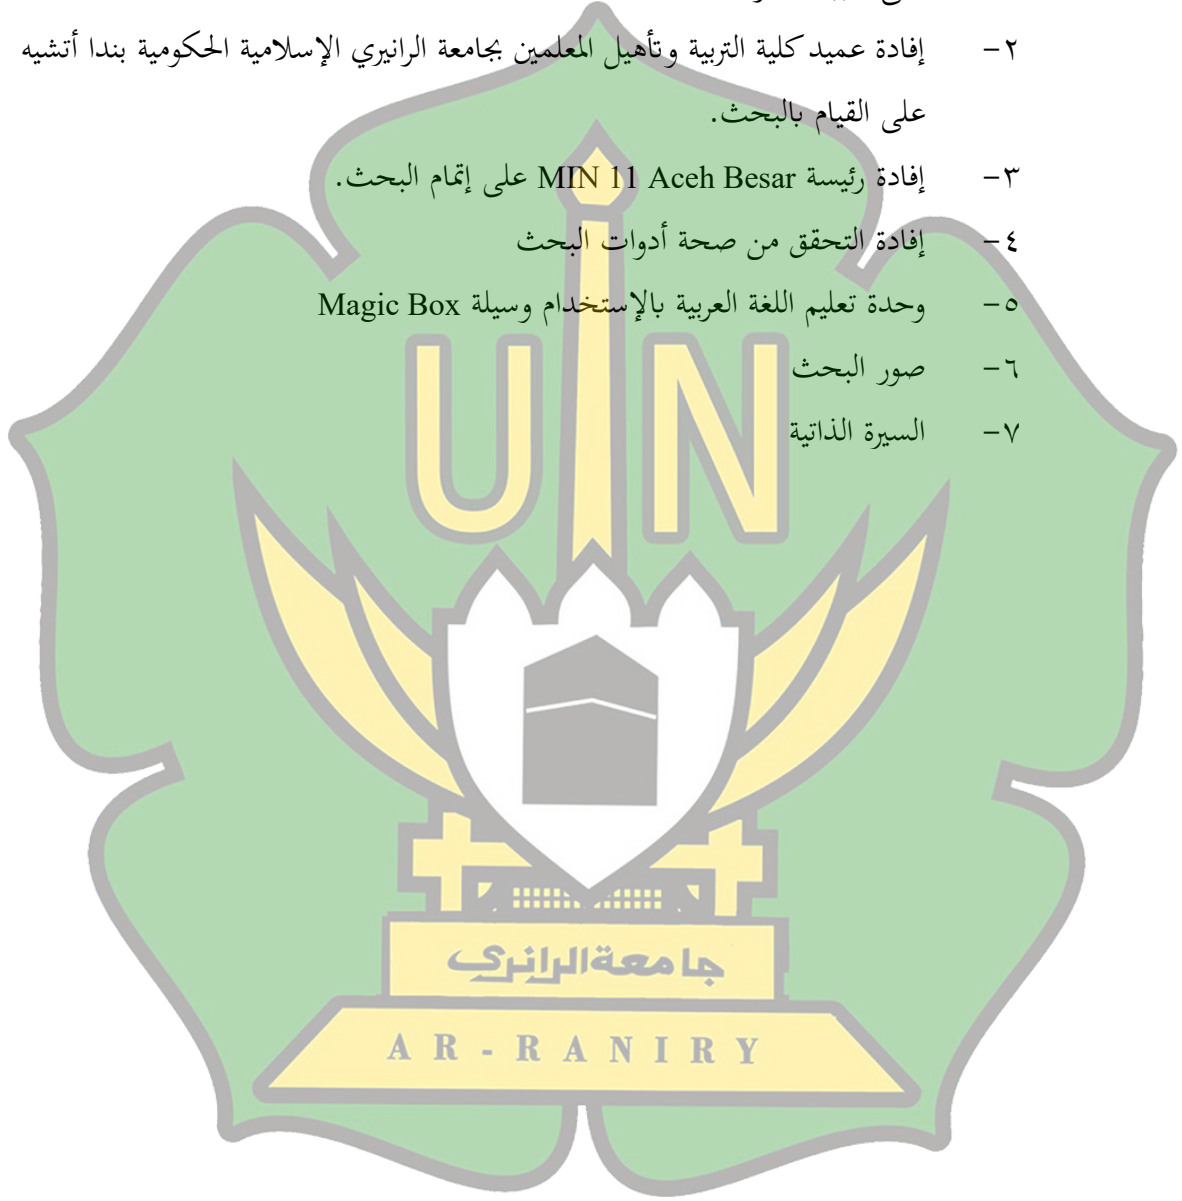 ٢- إفادة عميد كلية التربية وتأهيل المعلمين بجامعة الرانيري الإسلامية الحكومية بندا أتشيه
على القيام بالبحث.
٣- إفادة رئيسة MIN 11 Aceh Besar على إتمام البحث.
٤- إفادة التحقق من صحة أدوات البحث
٥- وحدة تعليم اللغة العربية بالإستخدام وسيلة Magic Box
٦- صور البحث
٧- السيرة الذاتية
UIN
جامعة الرانري
AR-RANIRY